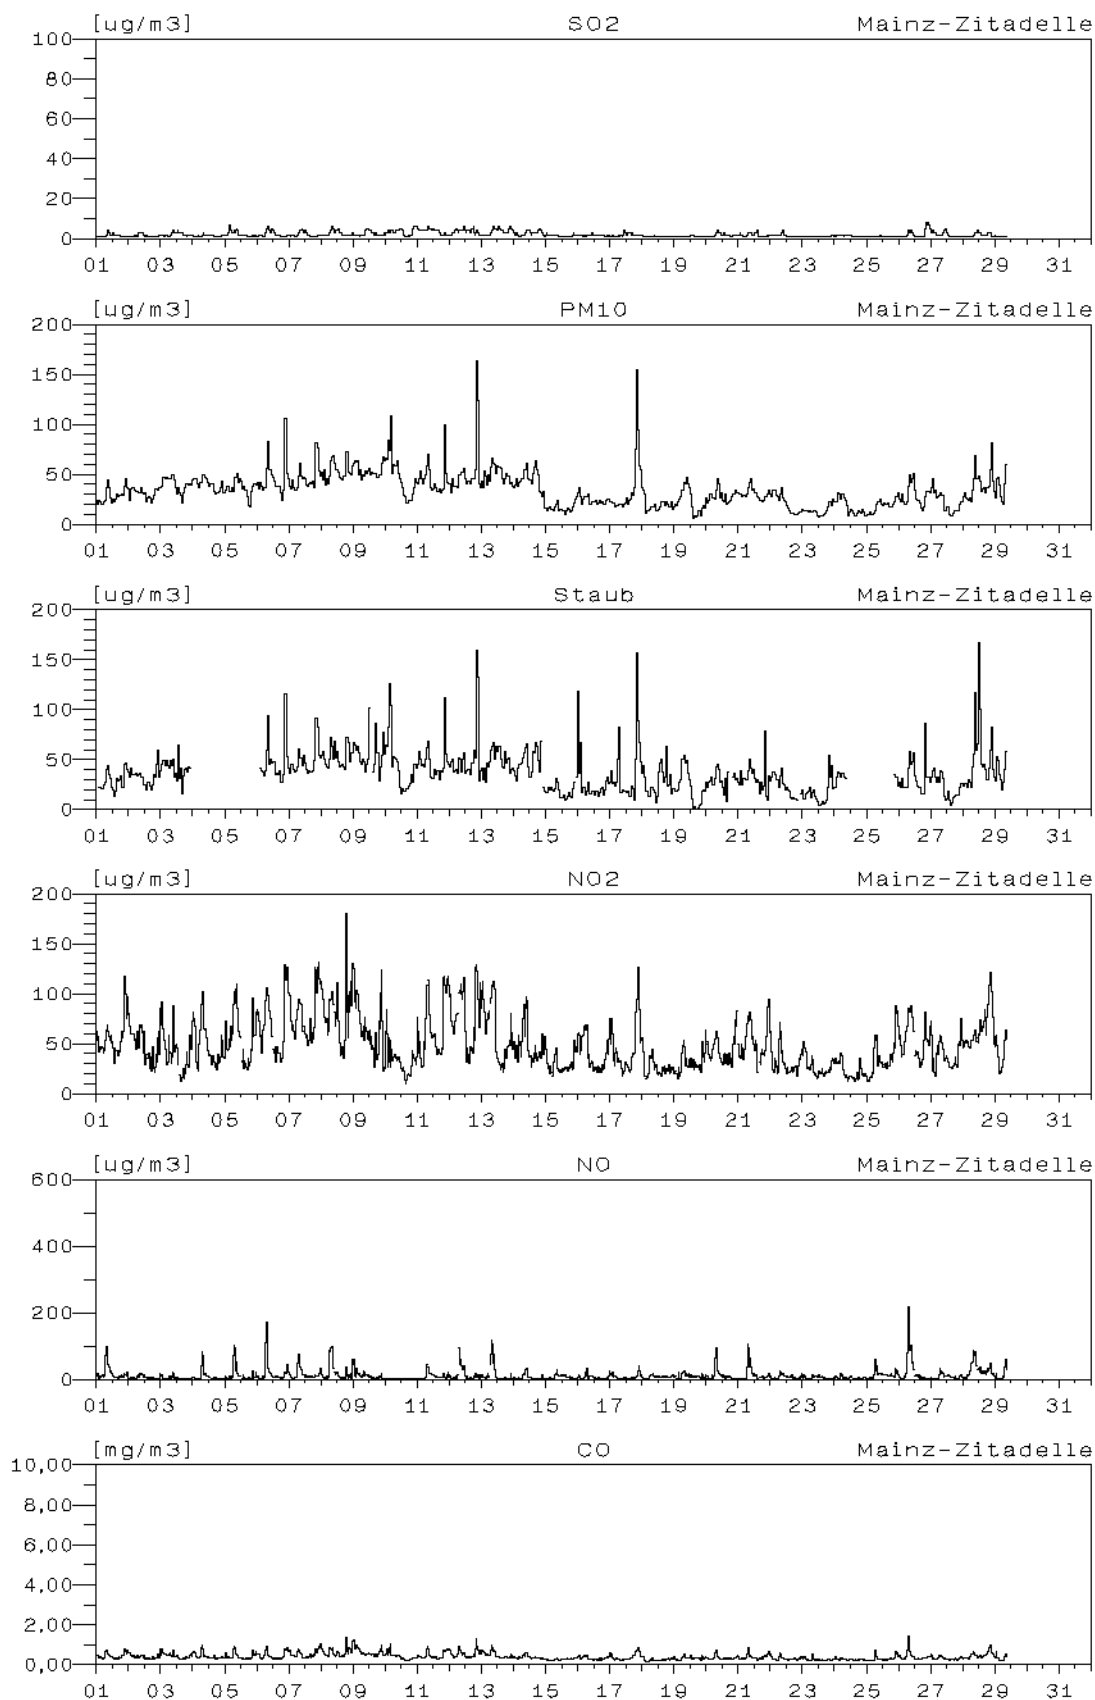 [ug/m3] SO2 Mainz-Zitadelle
100
80
60
40
20
0
01 03 05 07 09 11 13 15 17 19 21 23 25 27 29 31
[ug/m3] PM10 Mainz-Zitadelle
200
150
100
50
0
01 03 05 07 09 11 13 15 17 19 21 23 25 27 29 31
[ug/m3] Staub Mainz-Zitadelle
200
150
100
50
0
01 03 05 07 09 11 13 15 17 19 21 23 25 27 29 31
[ug/m3] NO2 Mainz-Zitadelle
200
150
100
50
0
01 03 05 07 09 11 13 15 17 19 21 23 25 27 29 31
[ug/m3] NO Mainz-Zitadelle
600
400
200
0
01 03 05 07 09 11 13 15 17 19 21 23 25 27 29 31
[mg/m3] CO Mainz-Zitadelle
10,00
8,00
6,00
4,00
2,00
0,00
01 03 05 07 09 11 13 15 17 19 21 23 25 27 29 31